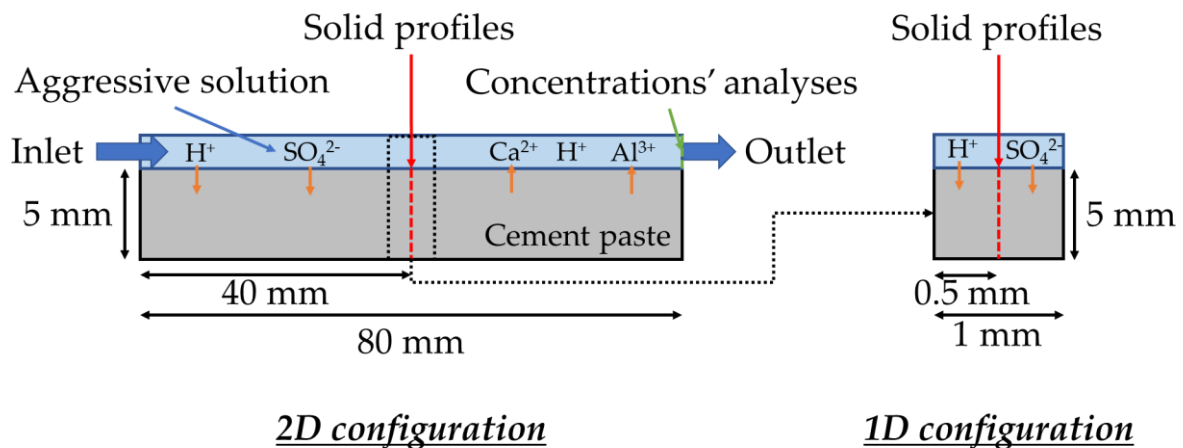 Solid profiles
Solid profiles
Aggressive solution
Concentrations' analyses
Inlet
H⁺
SO₄²⁻
Ca²⁺
H⁺
Al³⁺
Outlet
H⁺
SO₄²⁻
5 mm
Cement paste
5 mm
40 mm
0.5 mm
80 mm
1 mm
2D configuration
1D configuration